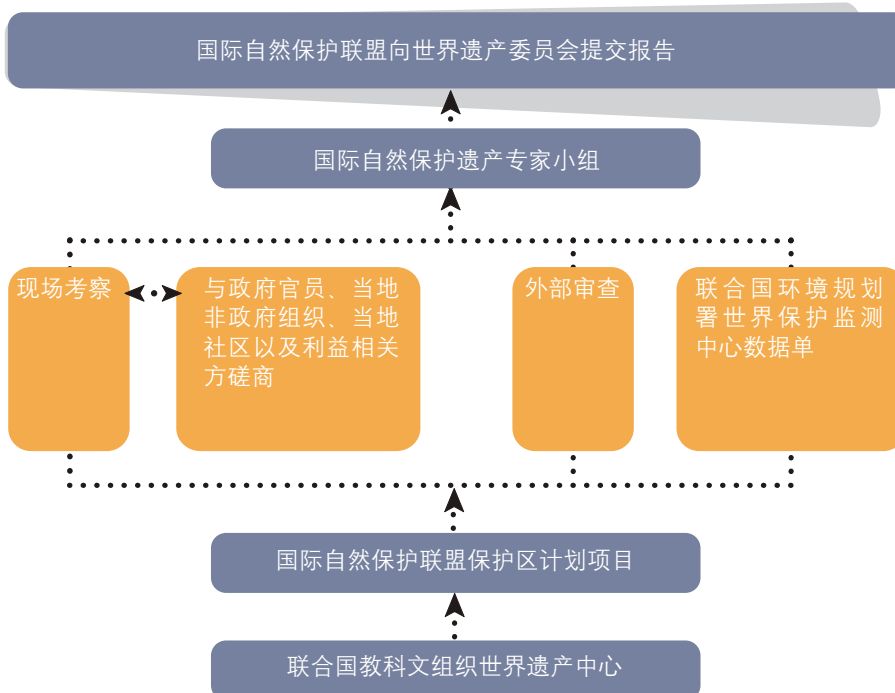 国际自然保护联盟向世界遗产委员会提交报告
国际自然保护遗产专家小组
现场考察
与政府官员、当地
非政府组织、当地
社区以及利益相关
方磋商
外部审查
联合国环境规划
署世界保护监测
中心数据单
国际自然保护联盟保护区计划项目
联合国教科文组织世界遗产中心